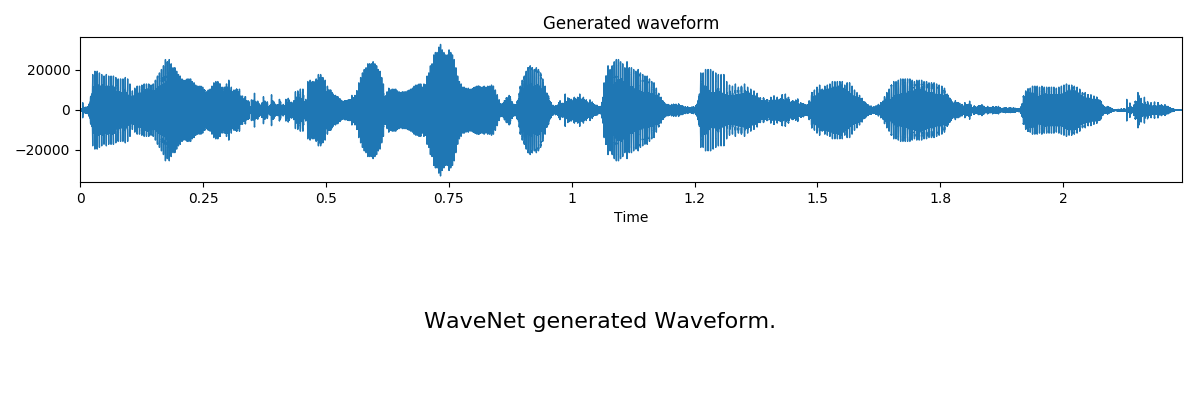 Generated waveform
20000
0
−20000
0 0.25 0.5 0.75 1 1.2 1.5 1.8 2
Time
WaveNet generated Waveform.